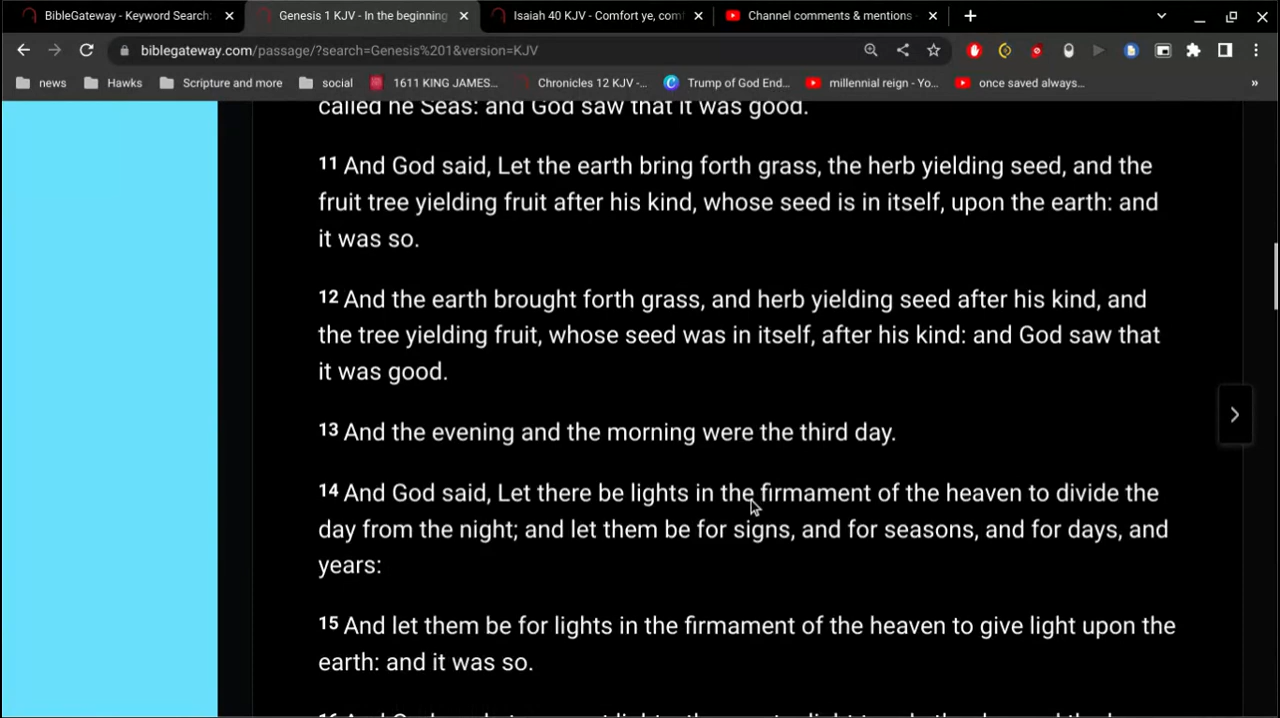 BibleGateway - Keyword Search:
Genesis 1 KJV - In the beginning
Isaiah 40 KJV - Comfort ye, com
Channel comments & mentions -
biblegateway.com/passage/?search=Genesis%201&version=KJV
news
Hawks
Scripture and more
social
1611 KING JAMES...
Chronicles 12 KJV -...
Trump of God End...
millennial reign - Yo...
once saved always...
called he Seas: and God saw that it was good.
11 And God said, Let the earth bring forth grass, the herb yielding seed, and the
fruit tree yielding fruit after his kind, whose seed is in itself, upon the earth: and
it was so.
12 And the earth brought forth grass, and herb yielding seed after his kind, and
the tree yielding fruit, whose seed was in itself, after his kind: and God saw that
it was good.
13 And the evening and the morning were the third day.
14 And God said, Let there be lights in the firmament of the heaven to divide the
day from the night; and let them be for signs, and for seasons, and for days, and
years:
15 And let them be for lights in the firmament of the heaven to give light upon the
earth: and it was so.